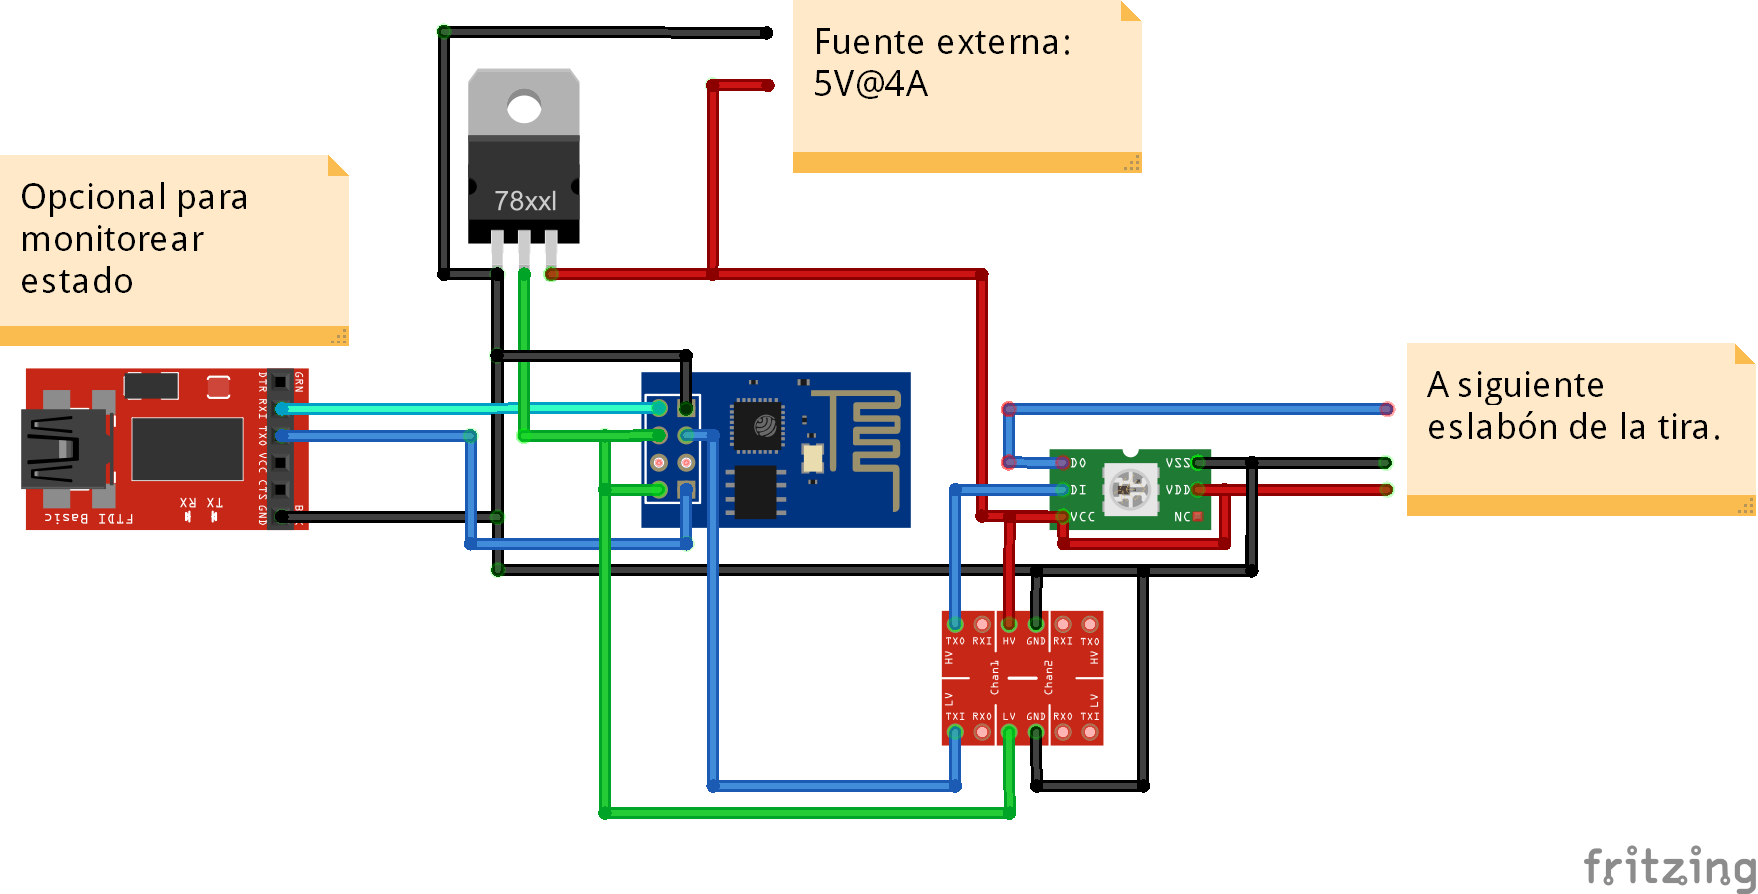 Fuente externa:
5V@4A
Opcional para
monitorear
estado
78xxl
DTR
RXI
TXO
VCC
CTS
GND
GRN
TX
RX
FTDI Basic
A siguiente
eslabón de la tira.
DO
DI
VCC
VSS
VDD
NC
TXO RXI HV GND RXI TXO
HV
HV
Chan1
Chan2
LV
LV
TXI RXO LV GND RXO TXI
fritzing